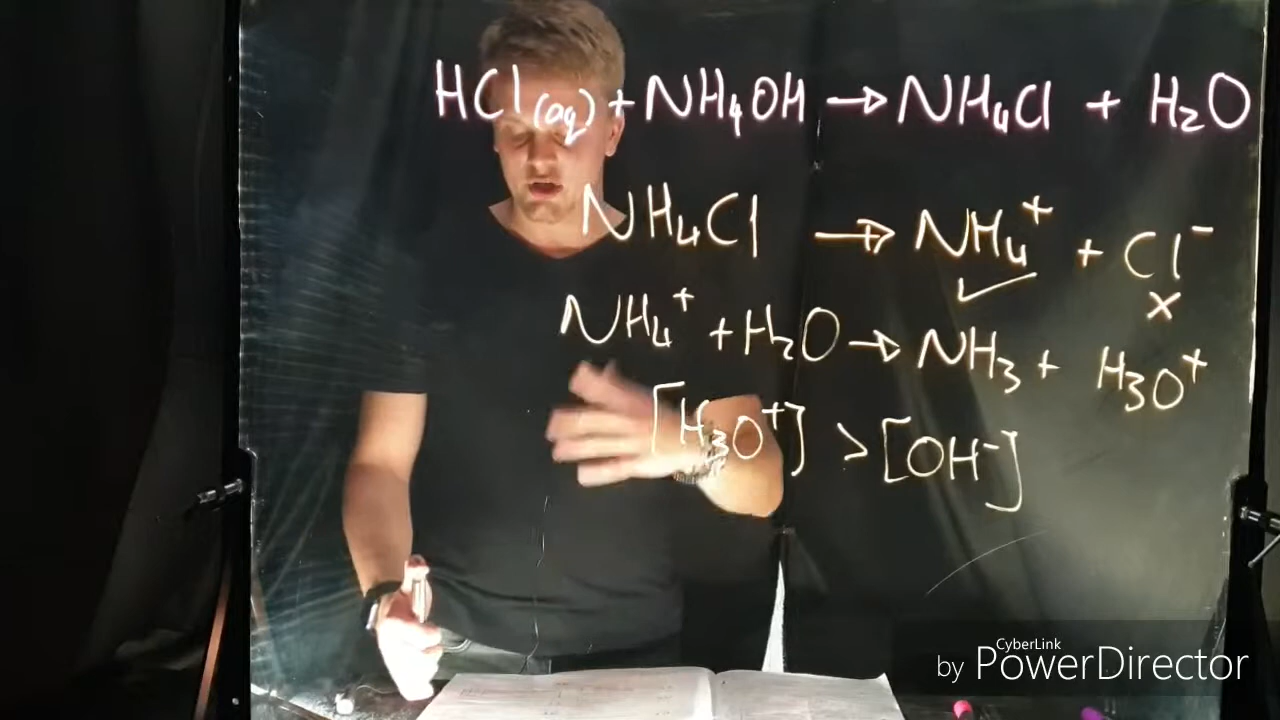 HCl(aq) + NH₄OH → NH₄Cl + H₂O
NH₄Cl → NH₄⁺ + Cl⁻
✓ x
NH₄⁺ + H₂O → NH₃ + H₃O⁺
[H₃O⁺] > [OH⁻]
CyberLink
by PowerDirector